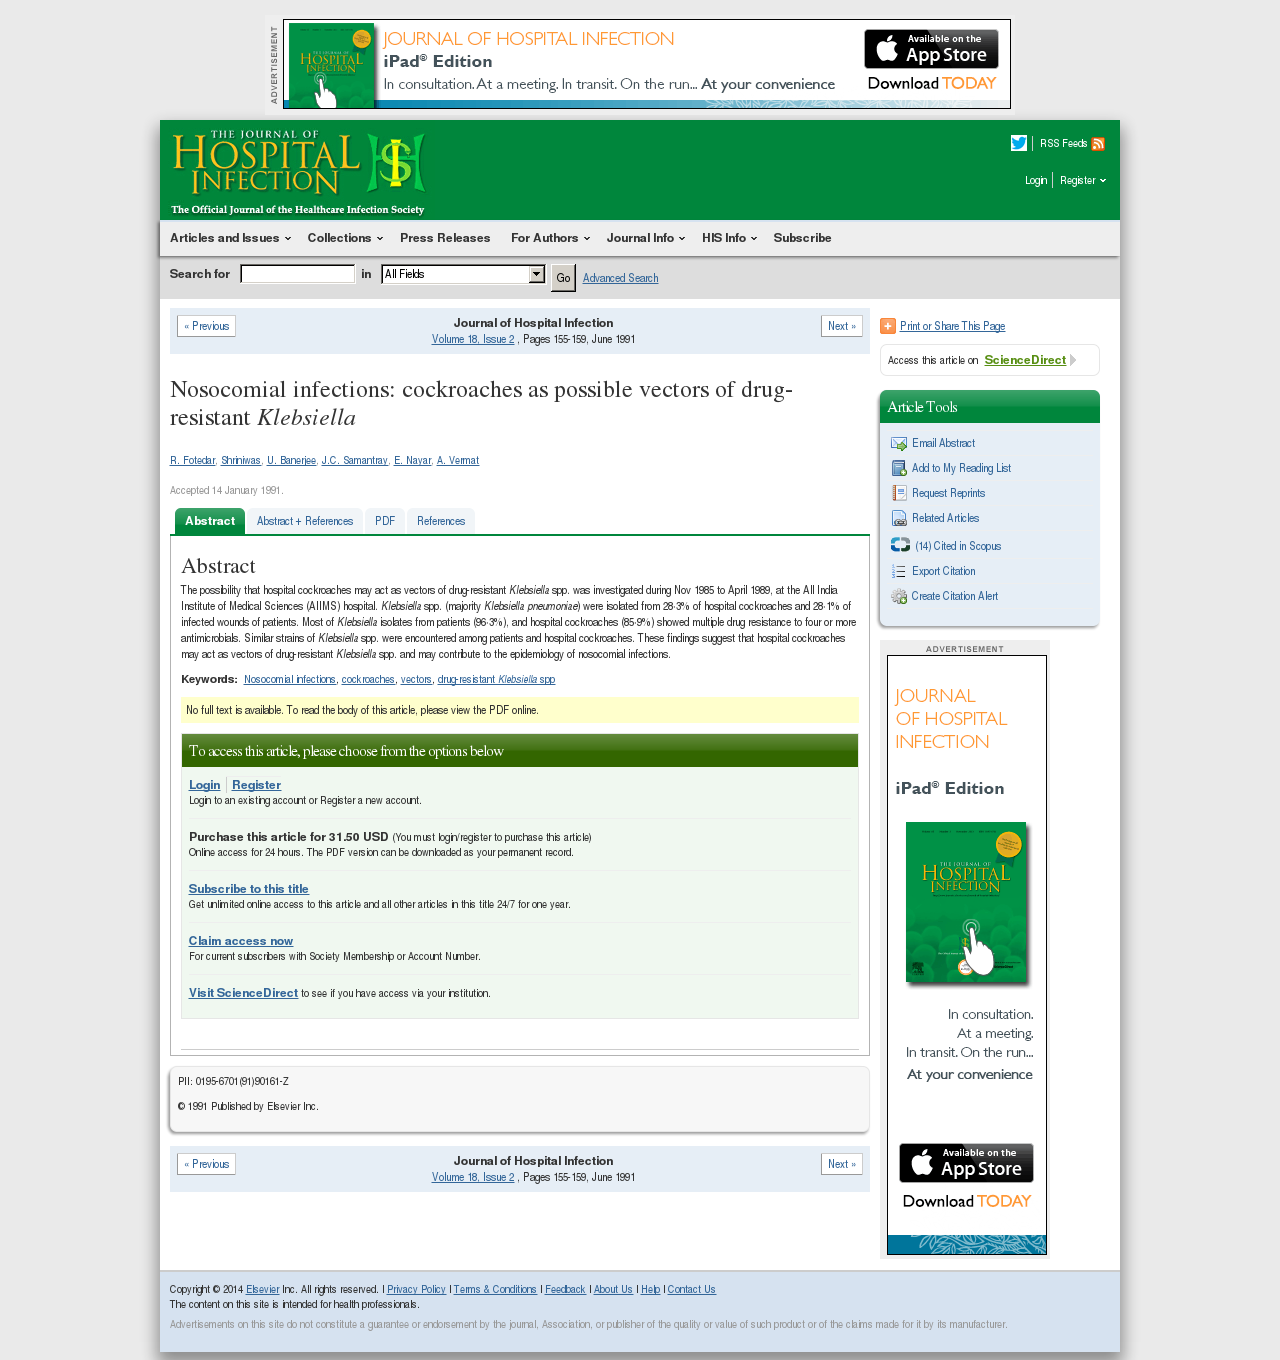 ADVERTISEMENT
JOURNAL OF HOSPITAL INFECTION
iPad® Edition
In consultation. At a meeting. In transit. On the run... At your convenience
Available on the
App Store
Download TODAY
THE JOURNAL OF
HOSPITAL
INFECTION
The Official Journal of the Healthcare Infection Society
RSS Feeds
Login | Register
Articles and Issues Collections Press Releases For Authors Journal Info HIS Info Subscribe
Search for in All Fields Go Advanced Search
« Previous
Journal of Hospital Infection
Volume 18, Issue 2 , Pages 155-159, June 1991
Next »
Nosocomial infections: cockroaches as possible vectors of drug-
resistant Klebsiella
R. Fotedar, Shriniwas, U. Banerjee, J.C. Samantray, E. Nayar, A. Vermat
Accepted 14 January 1991.
Abstract Abstract + References PDF References
Abstract
The possibility that hospital cockroaches may act as vectors of drug-resistant Klebsiella spp. was investigated during Nov 1985 to April 1989, at the All India
Institute of Medical Sciences (AIIMS) hospital. Klebsiella spp. (majority Klebsiella pneumoniae) were isolated from 28·3% of hospital cockroaches and 28·1% of
infected wounds of patients. Most of Klebsiella isolates from patients (96·3%), and hospital cockroaches (85·9%) showed multiple drug resistance to four or more
antimicrobials. Similar strains of Klebsiella spp. were encountered among patients and hospital cockroaches. These findings suggest that hospital cockroaches
may act as vectors of drug-resistant Klebsiella spp. and may contribute to the epidemiology of nosocomial infections.
Keywords: Nosocomial infections, cockroaches, vectors, drug-resistant Klebsiella spp
No full text is available. To read the body of this article, please view the PDF online.
To access this article, please choose from the options below
Login | Register
Login to an existing account or Register a new account.
Purchase this article for 31.50 USD (You must login/register to purchase this article)
Online access for 24 hours. The PDF version can be downloaded as your permanent record.
Subscribe to this title
Get unlimited online access to this article and all other articles in this title 24/7 for one year.
Claim access now
For current subscribers with Society Membership or Account Number.
Visit ScienceDirect to see if you have access via your institution.
PII: 0195-6701(91)90161-Z
© 1991 Published by Elsevier Inc.
« Previous
Journal of Hospital Infection
Volume 18, Issue 2 , Pages 155-159, June 1991
Next »
Print or Share This Page
Access this article on ScienceDirect
Article Tools
Email Abstract
Add to My Reading List
Request Reprints
Related Articles
(14) Cited in Scopus
Export Citation
Create Citation Alert
ADVERTISEMENT
JOURNAL
OF HOSPITAL
INFECTION
iPad® Edition
THE JOURNAL OF
HOSPITAL
INFECTION
In consultation.
At a meeting.
In transit. On the run...
At your convenience
Available on the
App Store
Download TODAY
Copyright © 2014 Elsevier Inc. All rights reserved. | Privacy Policy | Terms & Conditions | Feedback | About Us | Help | Contact Us
The content on this site is intended for health professionals.
Advertisements on this site do not constitute a guarantee or endorsement by the journal, Association, or publisher of the quality or value of such product or of the claims made for it by its manufacturer.